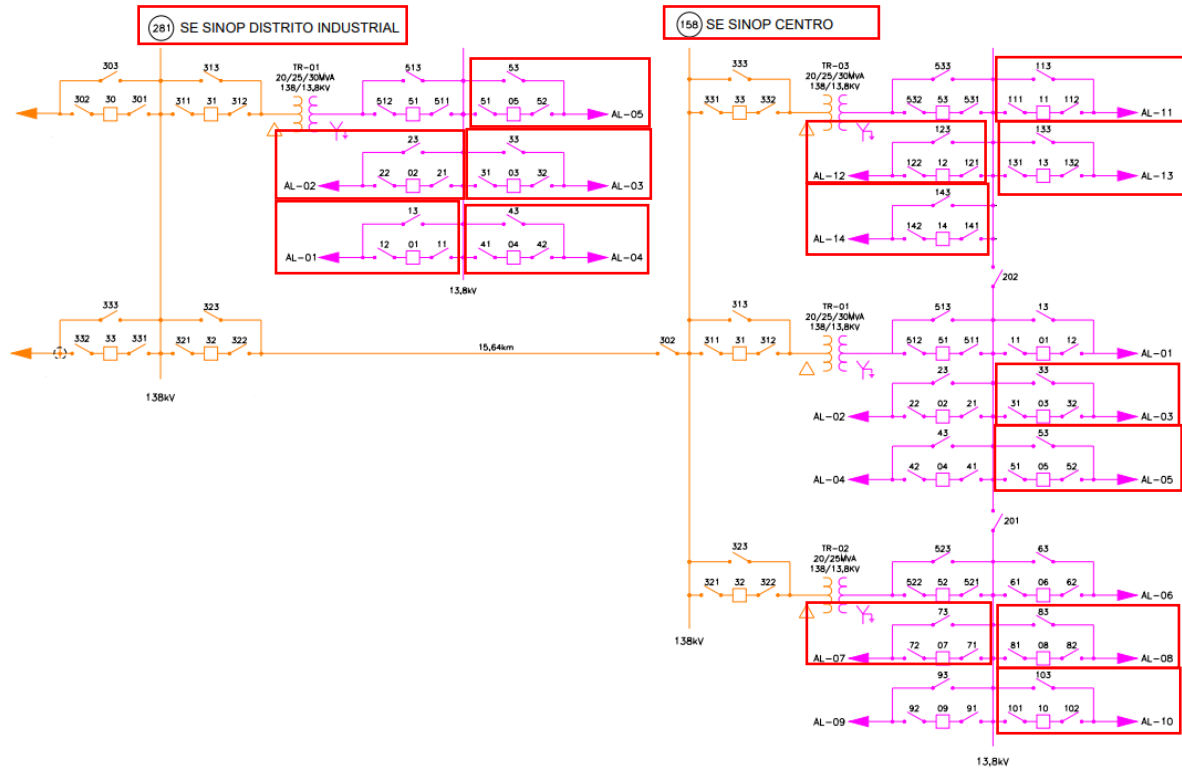 281 SE SINOP DISTRITO INDUSTRIAL
158 SE SINOP CENTRO
303 313
302 30 301 311 31 312
TR-01
20/25/30MVA
138/13,8KV
513 53
512 51 511 51 05 52 AL-05
23 33
AL-02 22 02 21 31 03 32 AL-03
13 43
AL-01 12 01 11 41 04 42 AL-04
13,8kV
333 323
332 33 331 321 32 322
15,64km
138kV
333
331 33 332
TR-03
20/25/30MVA
138/13,8KV
533 113
532 53 531 111 11 112 AL-11
123 133
AL-12 122 12 121 131 13 132 AL-13
143
AL-14 142 14 141
202
313
302 311 31 312
TR-01
20/25/30MVA
138/13,8KV
513 13
512 51 511 11 01 12 AL-01
23 33
AL-02 22 02 21 31 03 32 AL-03
43 53
AL-04 42 04 41 51 05 52 AL-05
201
323
321 32 322
TR-02
20/25MVA
138/13,8KV
523 63
522 52 521 61 06 62 AL-06
138kV
73 83
AL-07 72 07 71 81 08 82 AL-08
93 103
AL-09 92 09 91 101 10 102 AL-10
13,8kV